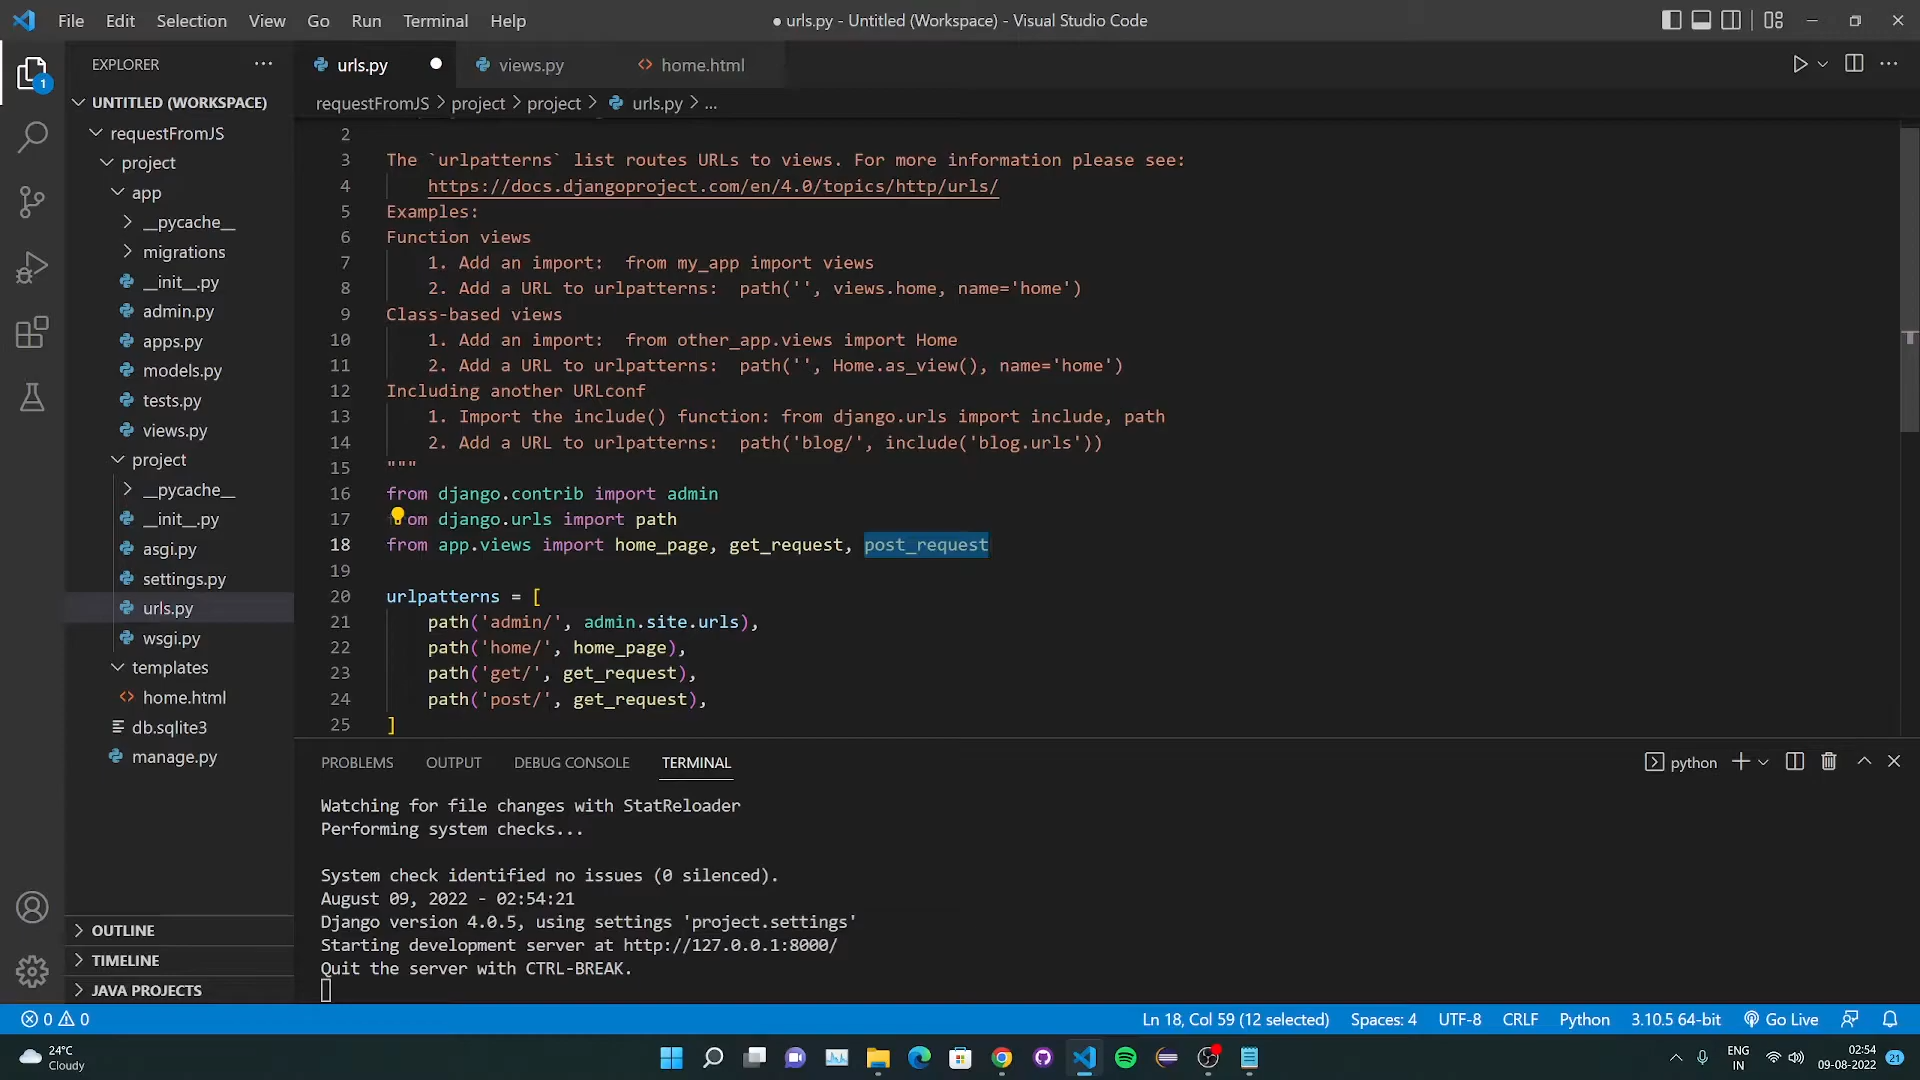 File Edit Selection View Go Run Terminal Help
● urls.py - Untitled (Workspace) - Visual Studio Code
EXPLORER
urls.py
views.py
home.html
UNTITLED (WORKSPACE)
requestFromJS > project > project > urls.py > ...
requestFromJS
project
app
__pycache__
migrations
__init__.py
admin.py
apps.py
models.py
tests.py
views.py
project
__pycache__
__init__.py
asgi.py
settings.py
urls.py
wsgi.py
templates
home.html
db.sqlite3
manage.py
OUTLINE
TIMELINE
JAVA PROJECTS
1
2
3 The `urlpatterns` list routes URLs to views. For more information please see:
4 https://docs.djangoproject.com/en/4.0/topics/http/urls/
5 Examples:
6 Function views
7 1. Add an import:  from my_app import views
8 2. Add a URL to urlpatterns:  path('', views.home, name='home')
9 Class-based views
10 1. Add an import:  from other_app.views import Home
11 2. Add a URL to urlpatterns:  path('', Home.as_view(), name='home')
12 Including another URLconf
13 1. Import the include() function: from django.urls import include, path
14 2. Add a URL to urlpatterns:  path('blog/', include('blog.urls'))
15 """
16 from django.contrib import admin
17 from django.urls import path
18 from app.views import home_page, get_request, post_request
19
20 urlpatterns = [
21 path('admin/', admin.site.urls),
22 path('home/', home_page),
23 path('get/', get_request),
24 path('post/', get_request),
25 ]
PROBLEMS OUTPUT DEBUG CONSOLE TERMINAL
python
Watching for file changes with StatReloader
Performing system checks...
System check identified no issues (0 silenced).
August 09, 2022 - 02:54:21
Django version 4.0.5, using settings 'project.settings'
Starting development server at http://127.0.0.1:8000/
Quit the server with CTRL-BREAK.
0 0
Ln 18, Col 59 (12 selected) Spaces: 4 UTF-8 CRLF Python 3.10.5 64-bit Go Live
24°C
Cloudy
ENG
IN
02:54
09-08-2022
21